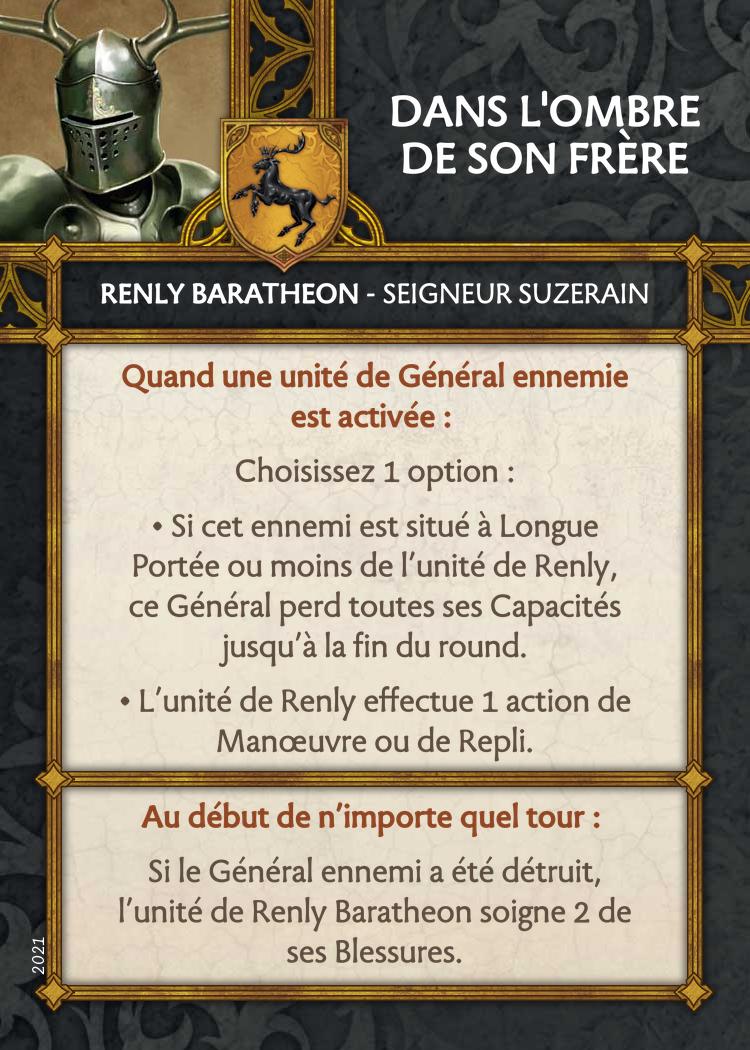 DANS L'OMBRE
DE SON FRÈRE
RENLY BARATHEON - SEIGNEUR SUZERAIN
Quand une unité de Général ennemie
est activée :
Choisissez 1 option :
• Si cet ennemi est situé à Longue
Portée ou moins de l’unité de Renly,
ce Général perd toutes ses Capacités
jusqu’à la fin du round.
• L’unité de Renly effectue 1 action de
Manœuvre ou de Repli.
Au début de n’importe quel tour :
Si le Général ennemi a été détruit,
l’unité de Renly Baratheon soigne 2 de
ses Blessures.
2021